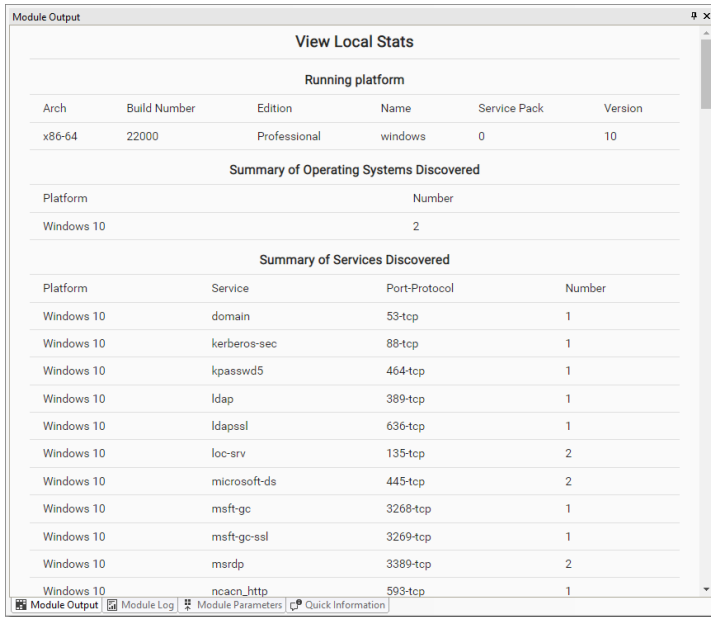 Module Output
View Local Stats
Running platform
Arch Build Number Edition Name Service Pack Version
x86-64 22000 Professional windows 0 10
Summary of Operating Systems Discovered
Platform Number
Windows 10 2
Summary of Services Discovered
Platform Service Port-Protocol Number
Windows 10 domain 53-tcp 1
Windows 10 kerberos-sec 88-tcp 1
Windows 10 kpasswd5 464-tcp 1
Windows 10 ldap 389-tcp 1
Windows 10 ldapssl 636-tcp 1
Windows 10 loc-srv 135-tcp 2
Windows 10 microsoft-ds 445-tcp 2
Windows 10 msft-gc 3268-tcp 1
Windows 10 msft-gc-ssl 3269-tcp 1
Windows 10 msrdp 3389-tcp 2
Windows 10 ncacn_http 593-tcp 1
Module Output Module Log Module Parameters Quick Information